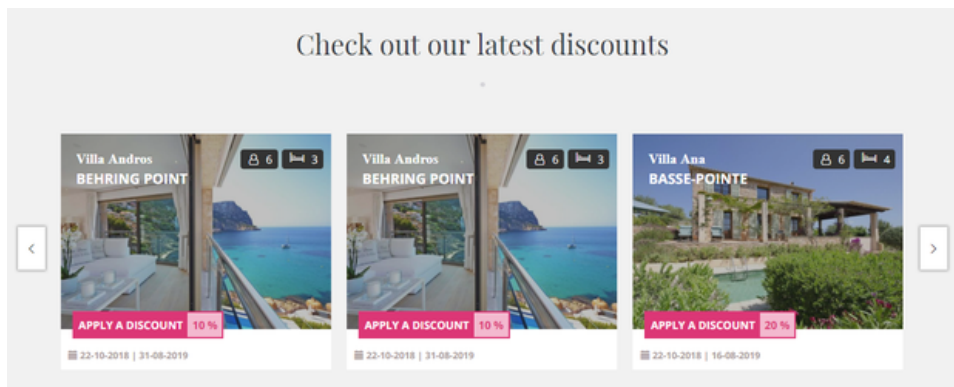 Check out our latest discounts
Villa Andros
6
3
BEHRING POINT
APPLY A DISCOUNT 10 %
22-10-2018 | 31-08-2019
Villa Andros
6
3
BEHRING POINT
APPLY A DISCOUNT 10 %
22-10-2018 | 31-08-2019
Villa Ana
6
4
BASSE-POINTE
APPLY A DISCOUNT 20 %
22-10-2018 | 16-08-2019